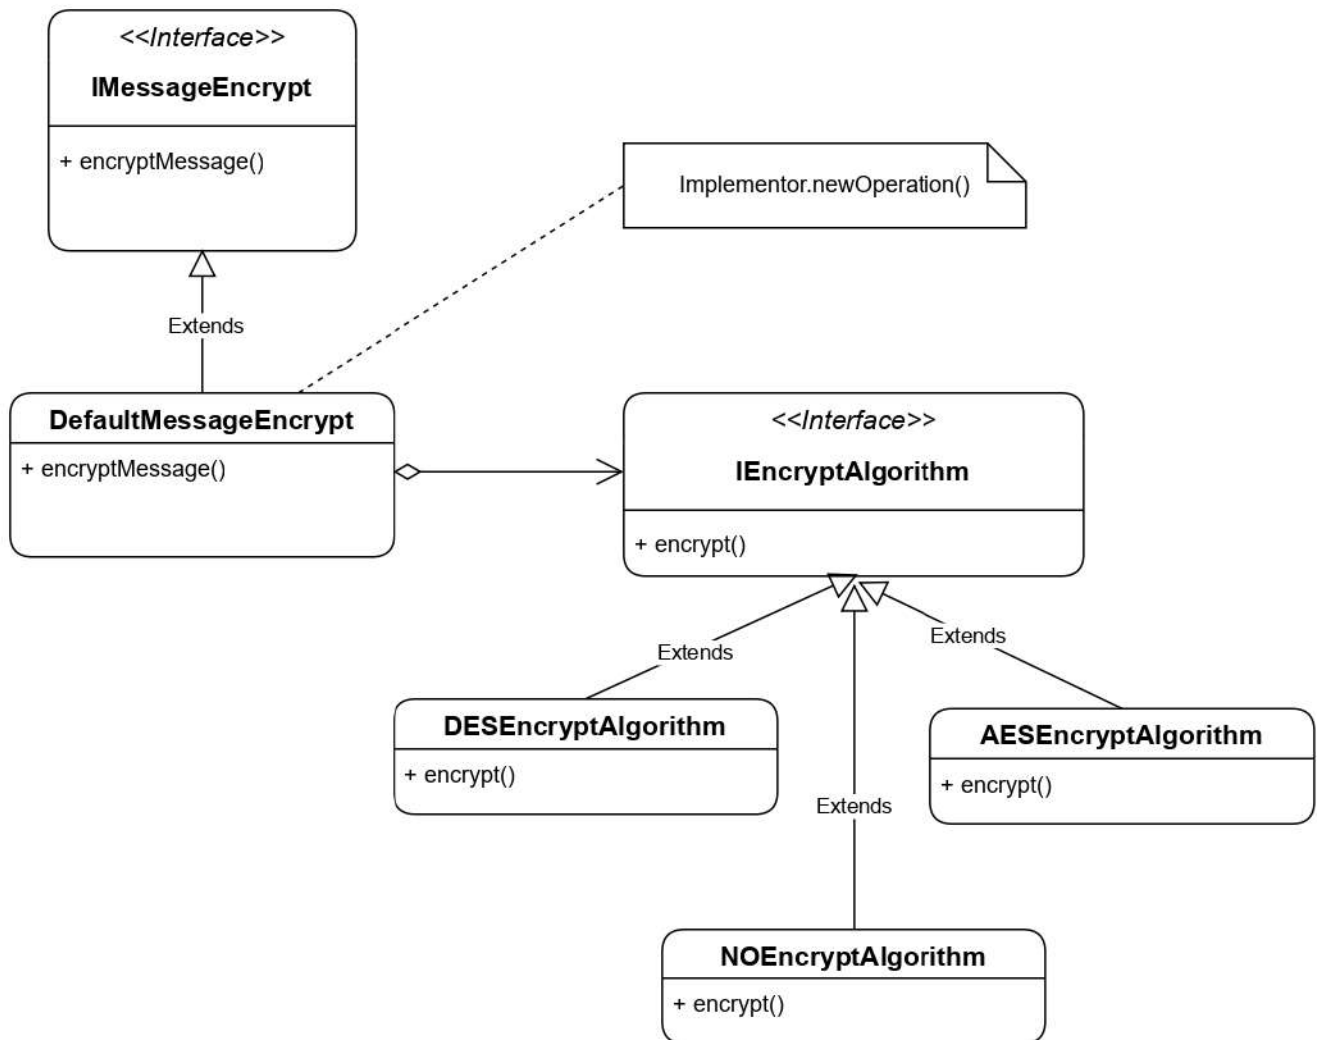 <<Interface>>
IMessageEncrypt
+ encryptMessage()
Implementor.newOperation()
Extends
DefaultMessageEncrypt
+ encryptMessage()
<<Interface>>
IEncryptAlgorithm
+ encrypt()
Extends
Extends
DESEncryptAlgorithm
+ encrypt()
AESEncryptAlgorithm
+ encrypt()
Extends
NOEncryptAlgorithm
+ encrypt()